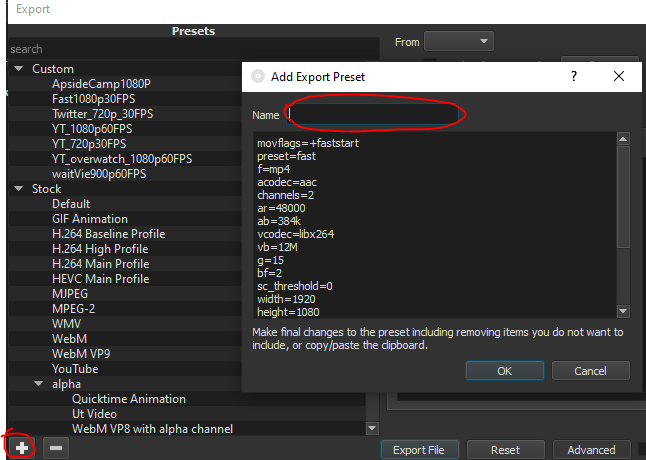 Export
Presets
search
Custom
ApsideCamp1080P
Fast1080p30FPS
Twitter_720p_30FPS
YT_1080p60FPS
YT_720p30FPS
YT_overwatch_1080p60FPS
waitVie900p60FPS
Stock
Default
GIF Animation
H.264 Baseline Profile
H.264 High Profile
H.264 Main Profile
HEVC Main Profile
MJPEG
MPEG-2
WMV
WebM
WebM VP9
YouTube
alpha
Quicktime Animation
Ut Video
WebM VP8 with alpha channel
From
Add Export Preset
?
Name
movflags=+faststart
preset=fast
f=mp4
acodec=aac
channels=2
ar=48000
ab=384k
vcodec=libx264
vb=12M
g=15
bf=2
sc_threshold=0
width=1920
height=1080
Make final changes to the preset including removing items you do not want to
include, or copy/paste the clipboard.
OK Cancel
Export File Reset Advanced